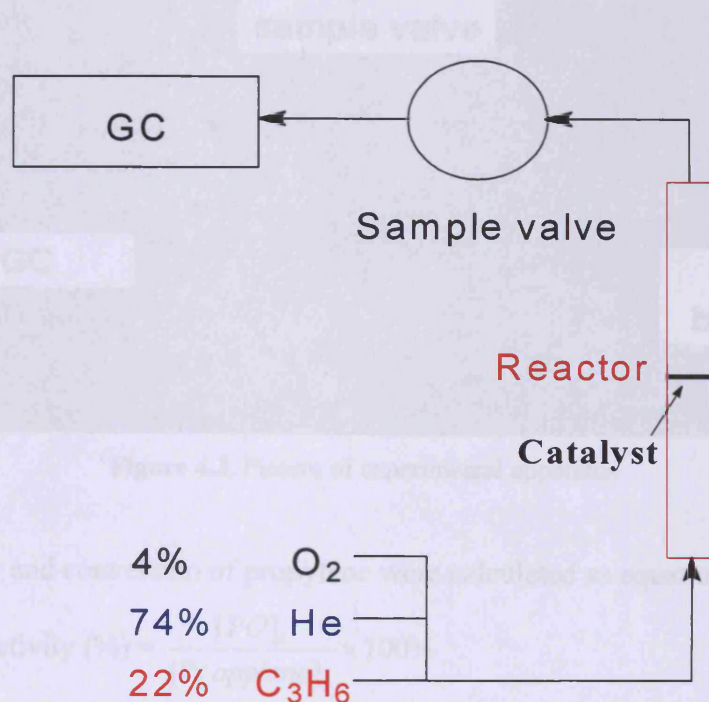 GC
Sample valve
Reactor
Catalyst
4% O₂
74% He
22% C₃H₆